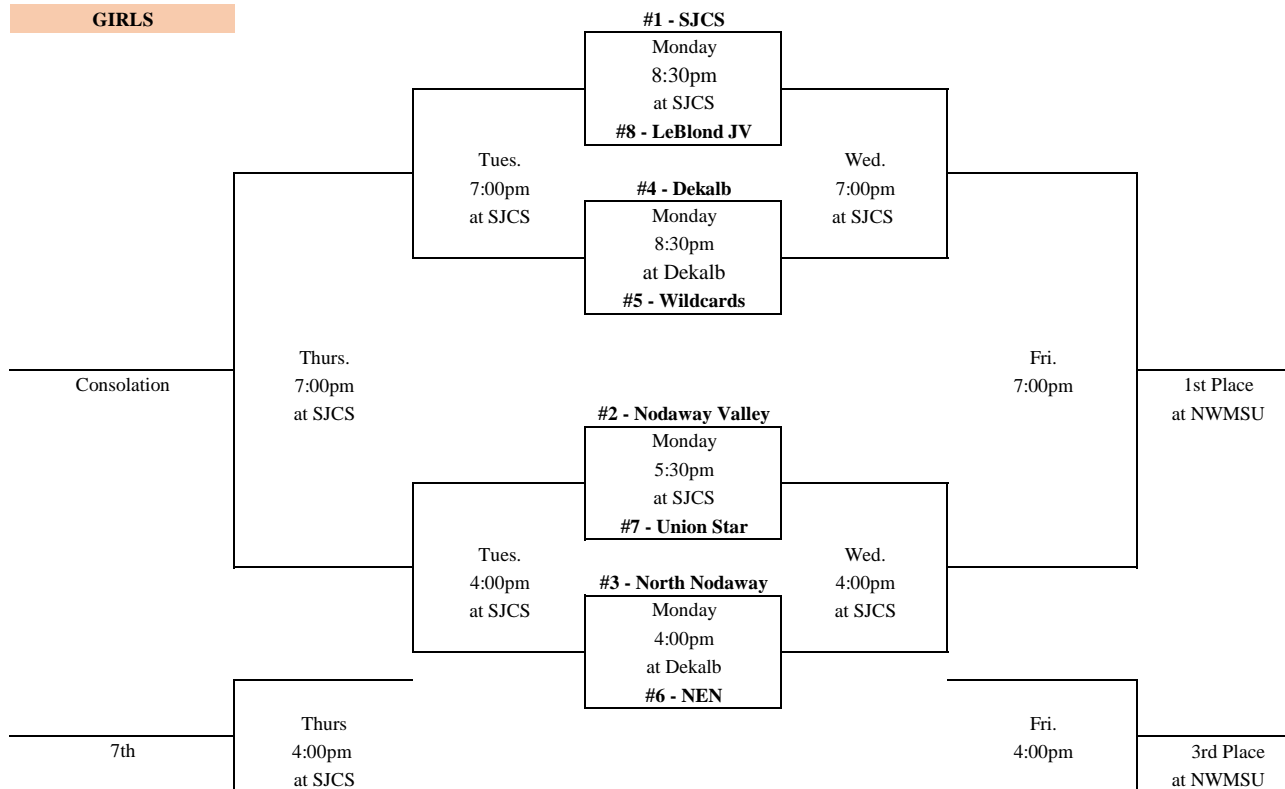 GIRLS
#1 - SJCS
Monday
8:30pm
at SJCS
#8 - LeBlond JV
Tues.
7:00pm
at SJCS
Wed.
7:00pm
at SJCS
#4 - Dekalb
Monday
8:30pm
at Dekalb
#5 - Wildcards
Thurs.
7:00pm
at SJCS
Consolation
Fri.
7:00pm
1st Place
at NWMSU
#2 - Nodaway Valley
Monday
5:30pm
at SJCS
#7 - Union Star
Tues.
4:00pm
at SJCS
Wed.
4:00pm
at SJCS
#3 - North Nodaway
Monday
4:00pm
at Dekalb
#6 - NEN
Thurs
4:00pm
at SJCS
7th
Fri.
4:00pm
3rd Place
at NWMSU